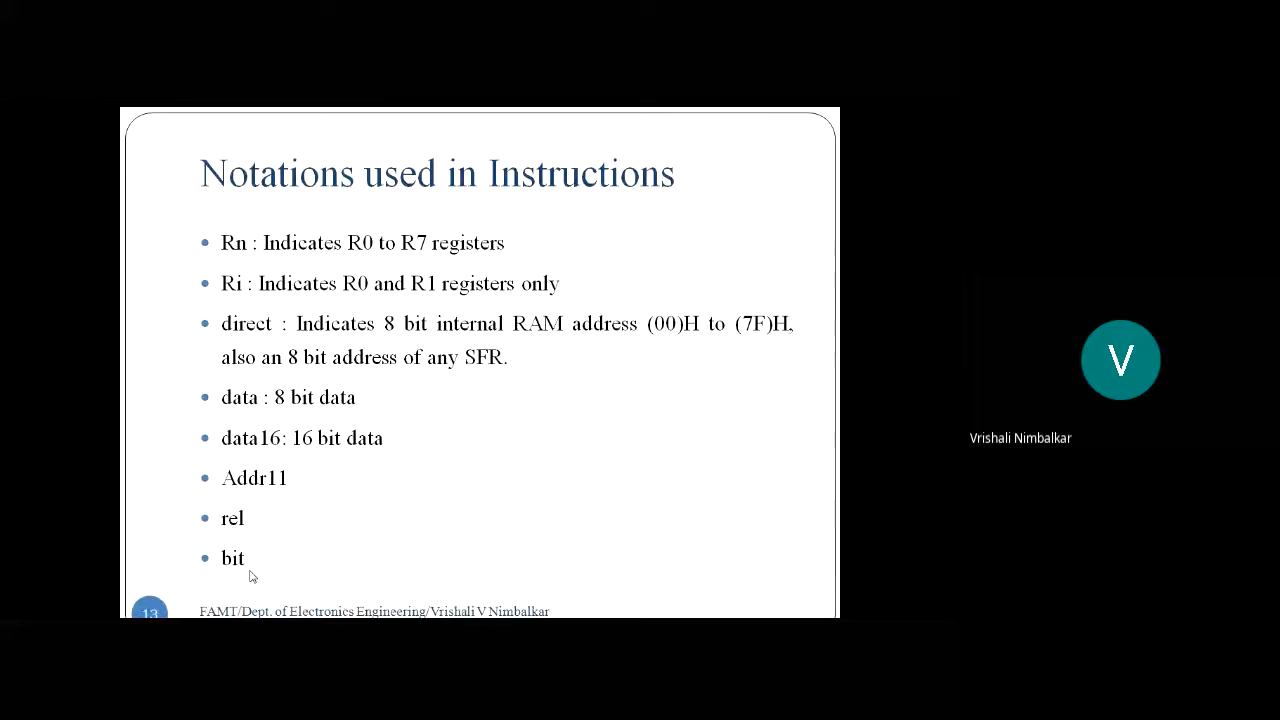 Notations used in Instructions
Rn : Indicates R0 to R7 registers
Ri : Indicates R0 and R1 registers only
direct : Indicates 8 bit internal RAM address (00)H to (7F)H,
also an 8 bit address of any SFR.
data : 8 bit data
data16: 16 bit data
Addr11
rel
bit
13
FAMT/Dept. of Electronics Engineering/Vrishali V Nimbalkar
V
Vrishali Nimbalkar